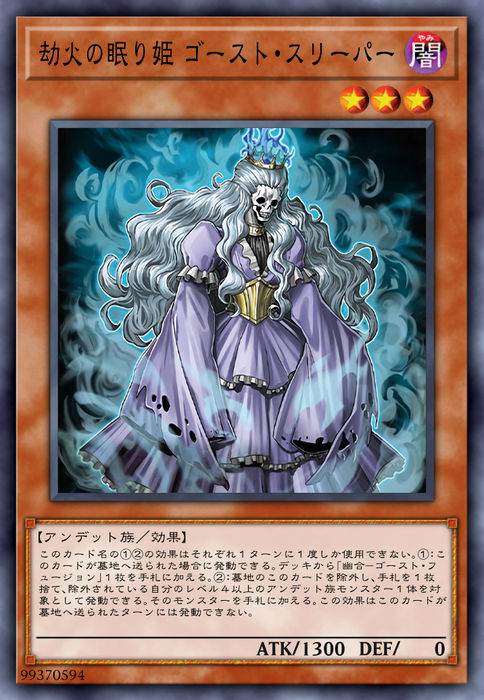 劫火の眠り姫 ゴースト・スリーパー
やみ
闇
【アンデット族／効果】
このカード名の①②の効果はそれぞれ１ターンに１度しか使用できない。①：こ
のカードが墓地へ送られた場合に発動できる。デッキから「幽合－ゴースト・フ
ュージョン」１枚を手札に加える。②：墓地のこのカードを除外し、手札を１枚
捨て、除外されている自分のレベル４以上のアンデット族モンスター１体を対
象として発動できる。そのモンスターを手札に加える。この効果はこのカードが
墓地へ送られたターンには発動できない。
ATK/1300 DEF/ 0
99370594